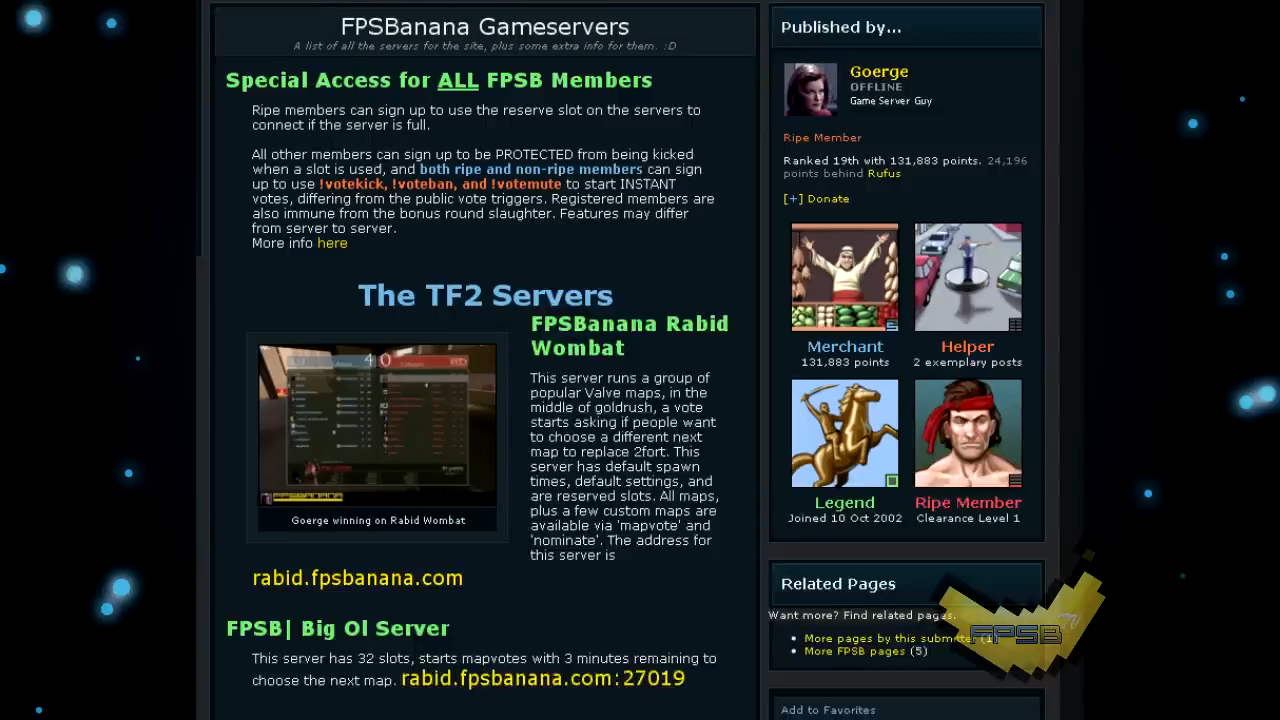 FPSBanana Gameservers
A list of all the servers for the site, plus some extra info for them. :D
Special Access for ALL FPSB Members
Ripe members can sign up to use the reserve slot on the servers to
connect if the server is full.
All other members can sign up to be PROTECTED from being kicked
when a slot is used, and both ripe and non-ripe members can sign
up to use !votekick, !voteban, and !votemute to start INSTANT
votes, differing from the public vote triggers. Registered members are
also immune from the bonus round slaughter. Features may differ
from server to server.
More info here
The TF2 Servers
4 0
FPSBANANA
Goerge winning on Rabid Wombat
FPSBanana Rabid
Wombat
This server runs a group of
popular Valve maps, in the
middle of goldrush, a vote
starts asking if people want
to choose a different next
map to replace 2fort. This
server has default spawn
times, default settings, and
are reserved slots. All maps,
plus a few custom maps are
available via 'mapvote' and
'nominate'. The address for
this server is
rabid.fpsbanana.com
FPSB| Big Ol Server
This server has 32 slots, starts mapvotes with 3 minutes remaining to
choose the next map. rabid.fpsbanana.com:27019
Published by...
Goerge
OFFLINE
Game Server Guy
Ripe Member
Ranked 19th with 131,883 points. 24,196
points behind Rufus
[+] Donate
Merchant
131,883 points
Helper
2 exemplary posts
Legend
Joined 10 Oct 2002
Ripe Member
Clearance Level 1
Related Pages
Want more? Find related pages.
More pages by this submitter (1)
More FPSB pages (5)
FPSB
Add to Favorites